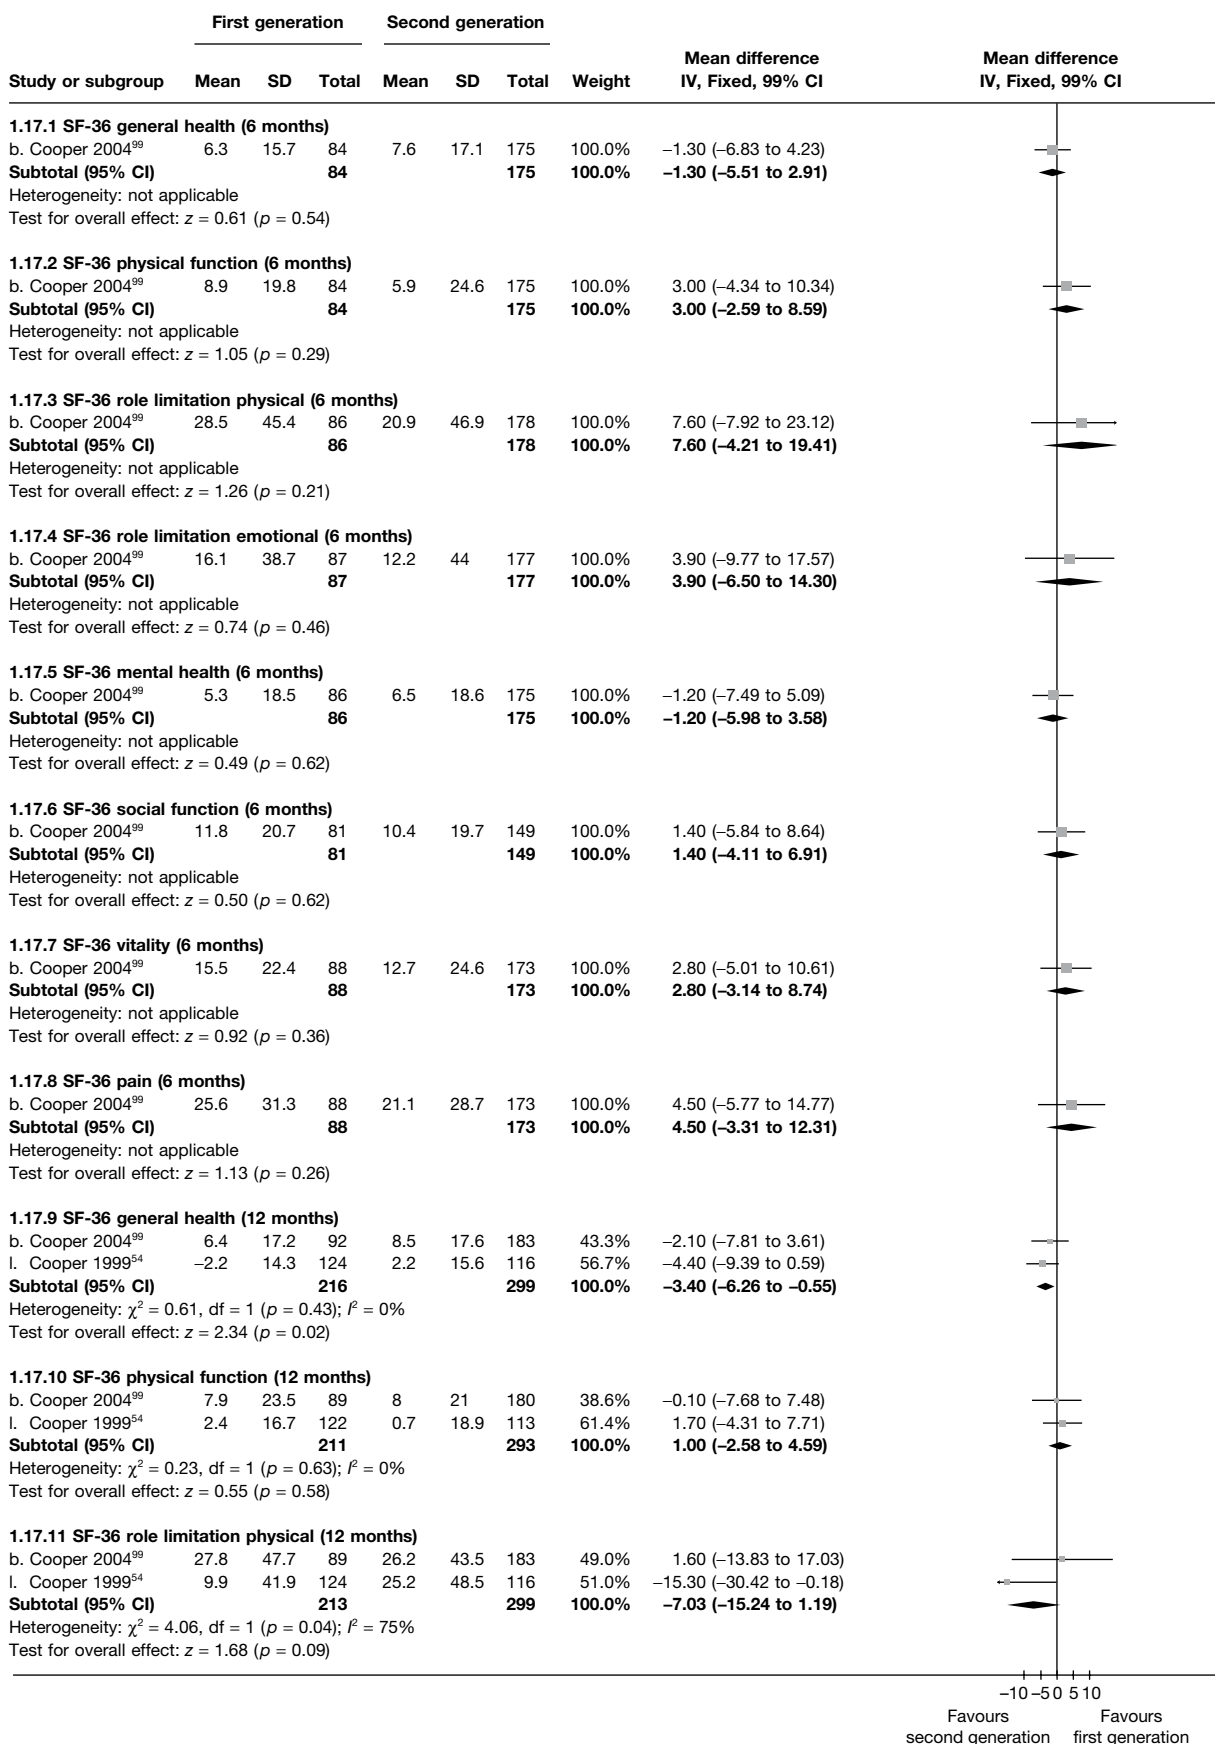 First generation Second generation
Mean difference Mean difference
Study or subgroup Mean SD Total Mean SD Total Weight IV, Fixed, 99% CI IV, Fixed, 99% CI
1.17.1 SF-36 general health (6 months)
b. Cooper 2004⁹⁹ 6.3 15.7 84 7.6 17.1 175 100.0% −1.30 (−6.83 to 4.23)
Subtotal (95% CI) 84 175 100.0% −1.30 (−5.51 to 2.91)
Heterogeneity: not applicable
Test for overall effect: z = 0.61 (p = 0.54)
1.17.2 SF-36 physical function (6 months)
b. Cooper 2004⁹⁹ 8.9 19.8 84 5.9 24.6 175 100.0% 3.00 (−4.34 to 10.34)
Subtotal (95% CI) 84 175 100.0% 3.00 (−2.59 to 8.59)
Heterogeneity: not applicable
Test for overall effect: z = 1.05 (p = 0.29)
1.17.3 SF-36 role limitation physical (6 months)
b. Cooper 2004⁹⁹ 28.5 45.4 86 20.9 46.9 178 100.0% 7.60 (−7.92 to 23.12)
Subtotal (95% CI) 86 178 100.0% 7.60 (−4.21 to 19.41)
Heterogeneity: not applicable
Test for overall effect: z = 1.26 (p = 0.21)
1.17.4 SF-36 role limitation emotional (6 months)
b. Cooper 2004⁹⁹ 16.1 38.7 87 12.2 44 177 100.0% 3.90 (−9.77 to 17.57)
Subtotal (95% CI) 87 177 100.0% 3.90 (−6.50 to 14.30)
Heterogeneity: not applicable
Test for overall effect: z = 0.74 (p = 0.46)
1.17.5 SF-36 mental health (6 months)
b. Cooper 2004⁹⁹ 5.3 18.5 86 6.5 18.6 175 100.0% −1.20 (−7.49 to 5.09)
Subtotal (95% CI) 86 175 100.0% −1.20 (−5.98 to 3.58)
Heterogeneity: not applicable
Test for overall effect: z = 0.49 (p = 0.62)
1.17.6 SF-36 social function (6 months)
b. Cooper 2004⁹⁹ 11.8 20.7 81 10.4 19.7 149 100.0% 1.40 (−5.84 to 8.64)
Subtotal (95% CI) 81 149 100.0% 1.40 (−4.11 to 6.91)
Heterogeneity: not applicable
Test for overall effect: z = 0.50 (p = 0.62)
1.17.7 SF-36 vitality (6 months)
b. Cooper 2004⁹⁹ 15.5 22.4 88 12.7 24.6 173 100.0% 2.80 (−5.01 to 10.61)
Subtotal (95% CI) 88 173 100.0% 2.80 (−3.14 to 8.74)
Heterogeneity: not applicable
Test for overall effect: z = 0.92 (p = 0.36)
1.17.8 SF-36 pain (6 months)
b. Cooper 2004⁹⁹ 25.6 31.3 88 21.1 28.7 173 100.0% 4.50 (−5.77 to 14.77)
Subtotal (95% CI) 88 173 100.0% 4.50 (−3.31 to 12.31)
Heterogeneity: not applicable
Test for overall effect: z = 1.13 (p = 0.26)
1.17.9 SF-36 general health (12 months)
b. Cooper 2004⁹⁹ 6.4 17.2 92 8.5 17.6 183 43.3% −2.10 (−7.81 to 3.61)
l. Cooper 1999⁵⁴ −2.2 14.3 124 2.2 15.6 116 56.7% −4.40 (−9.39 to 0.59)
Subtotal (95% CI) 216 299 100.0% −3.40 (−6.26 to −0.55)
Heterogeneity: χ² = 0.61, df = 1 (p = 0.43); I² = 0%
Test for overall effect: z = 2.34 (p = 0.02)
1.17.10 SF-36 physical function (12 months)
b. Cooper 2004⁹⁹ 7.9 23.5 89 8 21 180 38.6% −0.10 (−7.68 to 7.48)
l. Cooper 1999⁵⁴ 2.4 16.7 122 0.7 18.9 113 61.4% 1.70 (−4.31 to 7.71)
Subtotal (95% CI) 211 293 100.0% 1.00 (−2.58 to 4.59)
Heterogeneity: χ² = 0.23, df = 1 (p = 0.63); I² = 0%
Test for overall effect: z = 0.55 (p = 0.58)
1.17.11 SF-36 role limitation physical (12 months)
b. Cooper 2004⁹⁹ 27.8 47.7 89 26.2 43.5 183 49.0% 1.60 (−13.83 to 17.03)
l. Cooper 1999⁵⁴ 9.9 41.9 124 25.2 48.5 116 51.0% −15.30 (−30.42 to −0.18)
Subtotal (95% CI) 213 299 100.0% −7.03 (−15.24 to 1.19)
Heterogeneity: χ² = 4.06, df = 1 (p = 0.04); I² = 75%
Test for overall effect: z = 1.68 (p = 0.09)
−10 −5 0 5 10
Favours Favours
second generation first generation